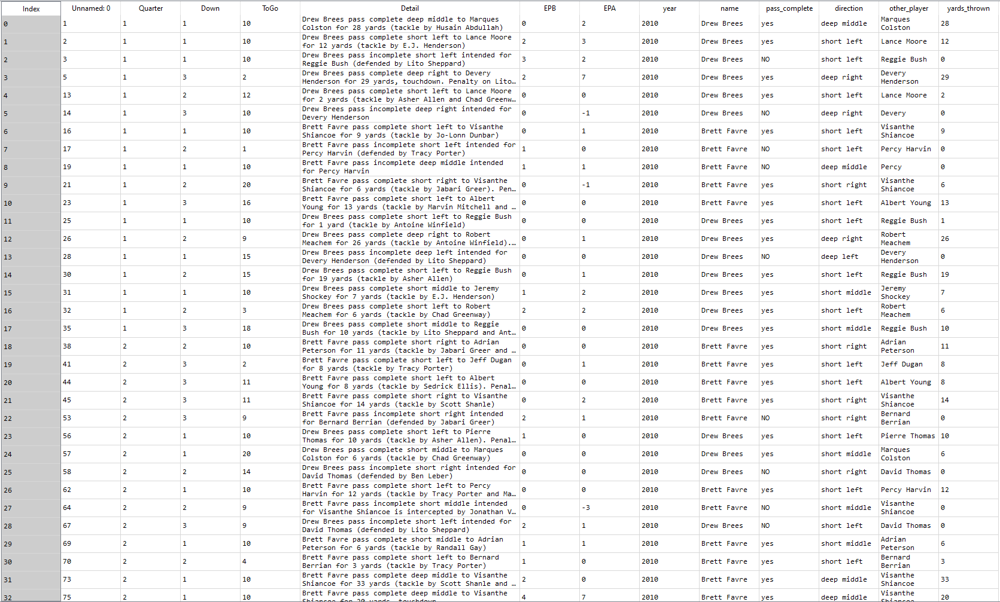 Index Unnamed: 0 Quarter Down ToGo Detail EPB EPA year name pass_complete direction other_player yards_thrown
0 1 1 1 10 Drew Brees pass complete deep middle to Marques Colston for 28 yards (tackle by Husain Abdullah) 0 2 2010 Drew Brees yes deep middle Marques Colston 28
1 2 1 1 10 Drew Brees pass complete short left to Lance Moore for 12 yards (tackle by E.J. Henderson) 2 3 2010 Drew Brees yes short left Lance Moore 12
2 3 1 1 10 Drew Brees pass incomplete short left intended for Reggie Bush (defended by Lito Sheppard) 3 2 2010 Drew Brees NO short left Reggie Bush 0
3 5 1 3 2 Drew Brees pass complete deep right to Devery Henderson for 29 yards, touchdown. Penalty on Lito… 2 7 2010 Drew Brees yes deep right Devery Henderson 29
4 13 1 2 12 Drew Brees pass complete short left to Lance Moore for 2 yards (tackle by Asher Allen and Chad Greenw… 0 0 2010 Drew Brees yes short left Lance Moore 2
5 14 1 3 10 Drew Brees pass incomplete deep right intended for Devery Henderson 0 -1 2010 Drew Brees NO deep right Devery 0
6 16 1 1 10 Brett Favre pass complete short left to Visanthe Shiancoe for 9 yards (tackle by Jo-Lonn Dunbar) 0 1 2010 Brett Favre yes short left Visanthe Shiancoe 9
7 17 1 2 1 Brett Favre pass incomplete short left intended for Percy Harvin (defended by Tracy Porter) 1 0 2010 Brett Favre NO short left Percy Harvin 0
8 19 1 1 10 Brett Favre pass incomplete deep middle intended for Percy Harvin 1 1 2010 Brett Favre NO deep middle Percy 0
9 21 1 2 20 Brett Favre pass complete short right to Visanthe Shiancoe for 6 yards (tackle by Jabari Greer). Pen… 0 -1 2010 Brett Favre yes short right Visanthe Shiancoe 6
10 23 1 3 16 Brett Favre pass complete short left to Albert Young for 13 yards (tackle by Marvin Mitchell and … 0 0 2010 Brett Favre yes short left Albert Young 13
11 25 1 1 10 Drew Brees pass complete short left to Reggie Bush for 1 yard (tackle by Antoine Winfield) 0 0 2010 Drew Brees yes short left Reggie Bush 1
12 26 1 2 9 Drew Brees pass complete deep right to Robert Meachem for 26 yards (tackle by Antoine Winfield).… 0 1 2010 Drew Brees yes deep right Robert Meachem 26
13 28 1 1 15 Drew Brees pass incomplete deep left intended for Devery Henderson (defended by Lito Sheppard) 0 0 2010 Drew Brees NO deep left Devery Henderson 0
14 30 1 2 15 Drew Brees pass complete short left to Reggie Bush for 19 yards (tackle by Asher Allen) 0 1 2010 Drew Brees yes short left Reggie Bush 19
15 31 1 1 10 Drew Brees pass complete short middle to Jeremy Shockey for 7 yards (tackle by E.J. Henderson) 1 2 2010 Drew Brees yes short middle Jeremy Shockey 7
16 32 1 2 3 Drew Brees pass complete short left to Robert Meachem for 6 yards (tackle by Chad Greenway) 2 2 2010 Drew Brees yes short left Robert Meachem 6
17 35 1 3 18 Drew Brees pass complete short middle to Reggie Bush for 10 yards (tackle by Lito Sheppard and Ant… 0 0 2010 Drew Brees yes short middle Reggie Bush 10
18 38 2 2 10 Brett Favre pass complete short right to Adrian Peterson for 11 yards (tackle by Jabari Greer and … 0 0 2010 Brett Favre yes short right Adrian Peterson 11
19 41 2 3 2 Brett Favre pass complete short left to Jeff Dugan for 8 yards (tackle by Tracy Porter) 0 1 2010 Brett Favre yes short left Jeff Dugan 8
20 44 2 3 11 Brett Favre pass complete short left to Albert Young for 8 yards (tackle by Sedrick Ellis). Penal… 0 0 2010 Brett Favre yes short left Albert Young 8
21 45 2 3 11 Brett Favre pass complete short right to Visanthe Shiancoe for 14 yards (tackle by Scott Shanle) 0 2 2010 Brett Favre yes short right Visanthe Shiancoe 14
22 53 2 3 9 Brett Favre pass incomplete short right intended for Bernard Berrian (defended by Jabari Greer) 2 1 2010 Brett Favre NO short right Bernard Berrian 0
23 56 2 1 10 Drew Brees pass complete short left to Pierre Thomas for 10 yards (tackle by Asher Allen). Penal… 1 0 2010 Drew Brees yes short left Pierre Thomas 10
24 57 2 1 20 Drew Brees pass complete short middle to Marques Colston for 6 yards (tackle by Chad Greenway) 0 0 2010 Drew Brees yes short middle Marques Colston 6
25 58 2 2 14 Drew Brees pass incomplete short right intended for David Thomas (defended by Ben Leber) 0 0 2010 Drew Brees NO short right David Thomas 0
26 62 2 1 10 Brett Favre pass complete short left to Percy Harvin for 12 yards (tackle by Tracy Porter and Ma… 0 0 2010 Brett Favre yes short left Percy Harvin 12
27 64 2 2 9 Brett Favre pass incomplete short middle intended for Visanthe Shiancoe is intercepted by Jonathan V… 0 -3 2010 Brett Favre NO short middle Visanthe Shiancoe 0
28 67 2 3 9 Drew Brees pass incomplete short left intended for David Thomas (defended by Lito Sheppard) 2 1 2010 Drew Brees NO short left David Thomas 0
29 69 2 1 10 Brett Favre pass complete short middle to Adrian Peterson for 6 yards (tackle by Randall Gay) 1 1 2010 Brett Favre yes short middle Adrian Peterson 6
30 70 2 2 4 Brett Favre pass complete short left to Bernard Berrian for 3 yards (tackle by Tracy Porter) 1 0 2010 Brett Favre yes short left Bernard Berrian 3
31 73 2 1 10 Brett Favre pass complete deep middle to Visanthe Shiancoe for 33 yards (tackle by Scott Shanle and … 2 0 2010 Brett Favre yes deep middle Visanthe Shiancoe 33
32 75 2 1 10 Brett Favre pass complete deep middle to Visanthe Shiancoe for 20 yards, touchdown 4 7 2010 Brett Favre yes deep middle Visanthe Shiancoe 20